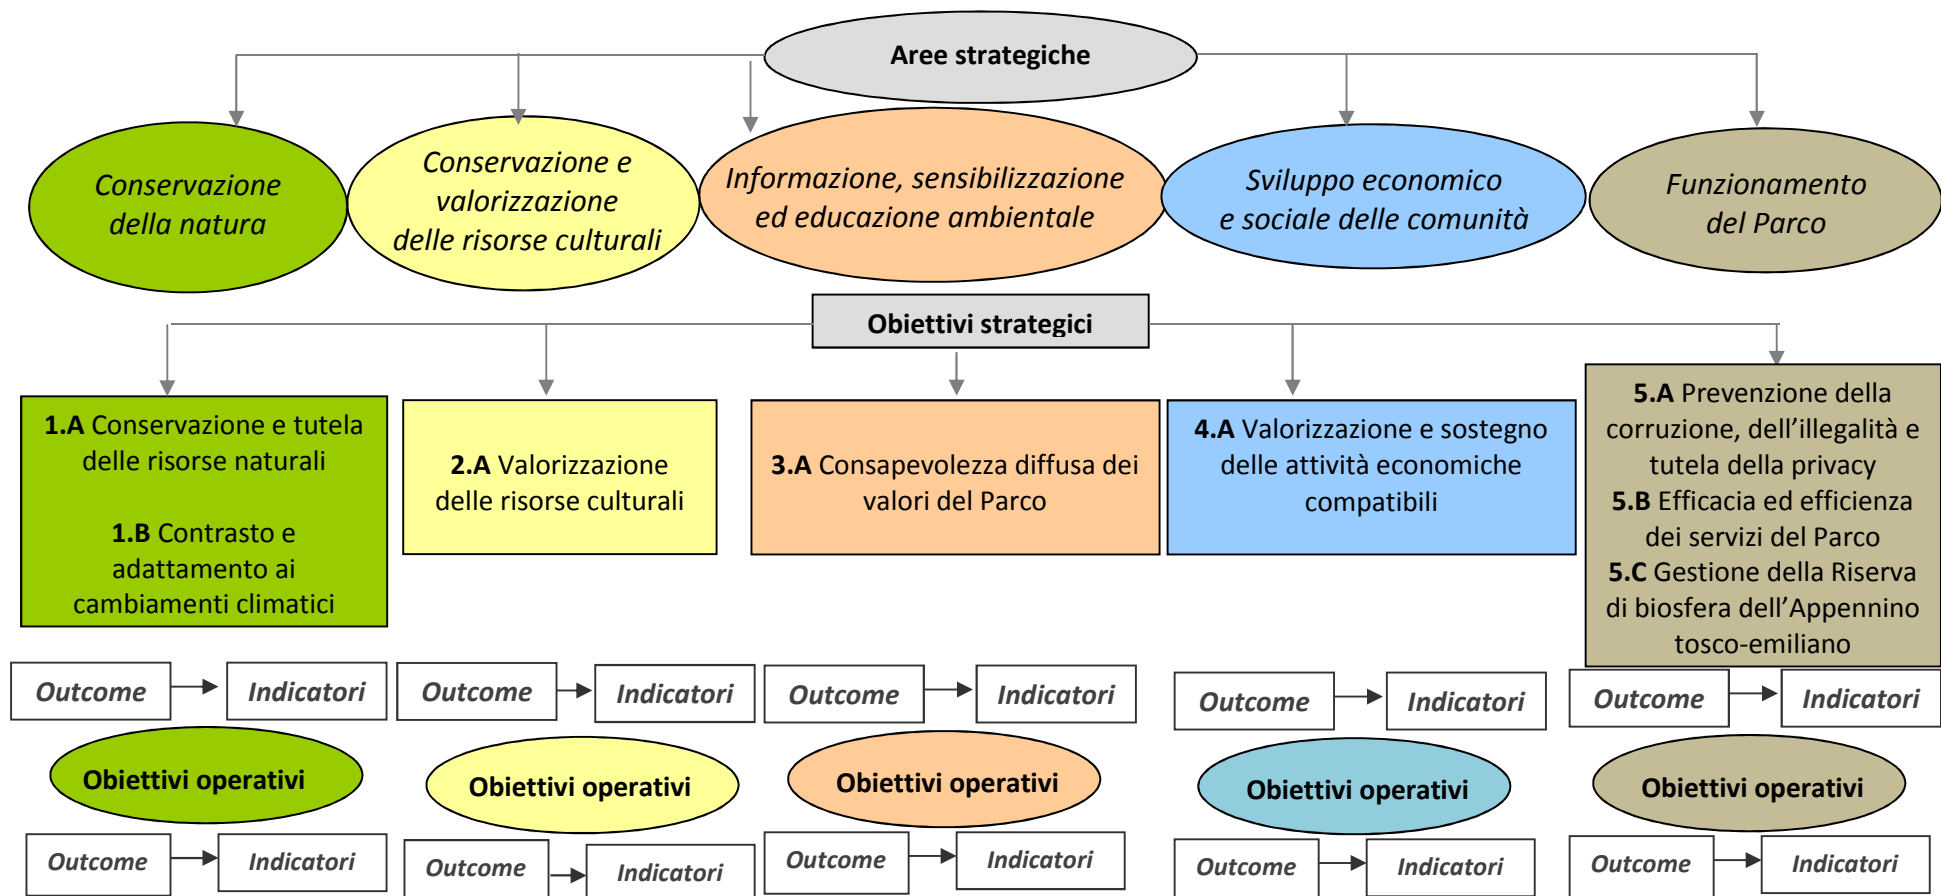 Aree strategiche
Conservazione
della natura
Conservazione e
valorizzazione
delle risorse culturali
Informazione, sensibilizzazione
ed educazione ambientale
Sviluppo economico
e sociale delle comunità
Funzionamento
del Parco
Obiettivi strategici
1.A Conservazione e tutela
delle risorse naturali
1.B Contrasto e
adattamento ai
cambiamenti climatici
2.A Valorizzazione
delle risorse culturali
3.A Consapevolezza diffusa dei
valori del Parco
4.A Valorizzazione e sostegno
delle attività economiche
compatibili
5.A Prevenzione della
corruzione, dell’illegalità e
tutela della privacy
5.B Efficacia ed efficienza
dei servizi del Parco
5.C Gestione della Riserva
di biosfera dell’Appennino
tosco-emiliano
Outcome
Indicatori
Outcome
Indicatori
Outcome
Indicatori
Outcome
Indicatori
Outcome
Indicatori
Obiettivi operativi
Obiettivi operativi
Obiettivi operativi
Obiettivi operativi
Obiettivi operativi
Outcome
Indicatori
Outcome
Indicatori
Outcome
Indicatori
Outcome
Indicatori
Outcome
Indicatori